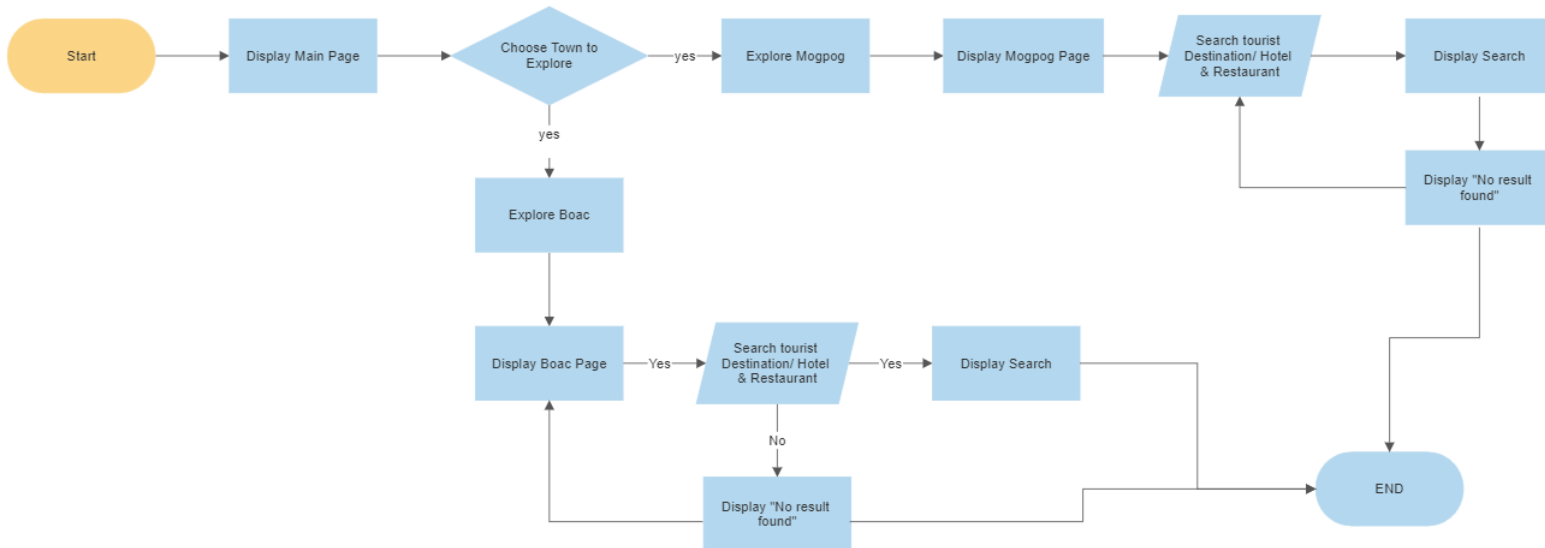 Start
Display Main Page
Choose Town to
Explore
yes
Explore Mogpog
Display Mogpog Page
Search tourist
Destination/ Hotel
& Restaurant
Display Search
yes
Display "No result
found"
Explore Boac
Display Boac Page
Yes
Search tourist
Destination/ Hotel
& Restaurant
Yes
Display Search
No
Display "No result
found"
END